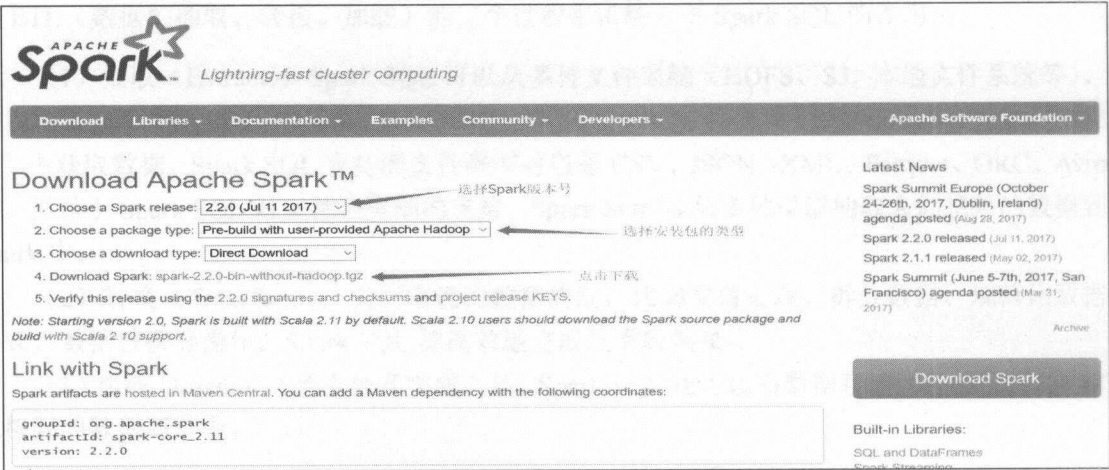 APACHE
Spark™ Lightning-fast cluster computing
Download Libraries Documentation Examples Community Developers Apache Software Foundation
Download Apache Spark™
选择Spark版本号
1. Choose a Spark release: 2.2.0 (Jul 11 2017)
2. Choose a package type: Pre-build with user-provided Apache Hadoop
选择安装包的类型
3. Choose a download type: Direct Download
4. Download Spark: spark-2.2.0-bin-without-hadoop.tgz
点击下载
5. Verify this release using the 2.2.0 signatures and checksums and project release KEYS.
Note: Starting version 2.0, Spark is built with Scala 2.11 by default. Scala 2.10 users should download the Spark source package and
build with Scala 2.10 support.
Link with Spark
Spark artifacts are hosted in Maven Central. You can add a Maven dependency with the following coordinates:
groupId: org.apache.spark
artifactId: spark-core_2.11
version: 2.2.0
Latest News
Spark Summit Europe (October
24-26th, 2017, Dublin, Ireland)
agenda posted (Aug 28, 2017)
Spark 2.2.0 released (Jul 11, 2017)
Spark 2.1.1 released (May 02, 2017)
Spark Summit (June 5-7th, 2017, San
Francisco) agenda posted (Mar 31,
2017)
Archive
Download Spark
Built-in Libraries:
SQL and DataFrames
Spark Streaming